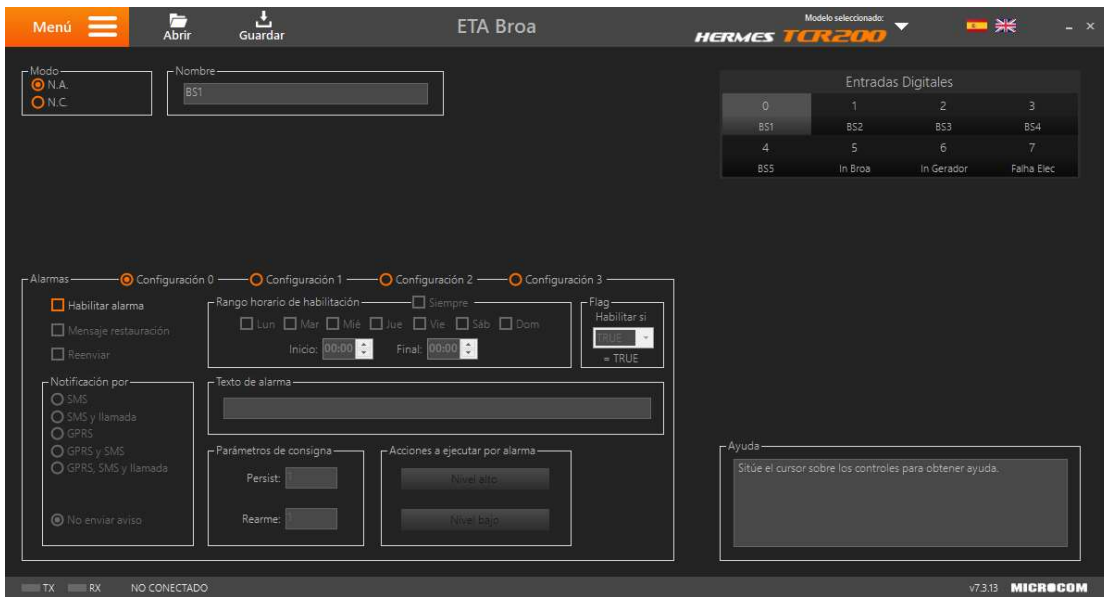 Menú
Abrir
Guardar
ETA Broa
Modelo seleccionado:
HERMES TCR200
Modo
N.A.
N.C.
Nombre
BS1
Entradas Digitales
0 1 2 3
BS1 BS2 BS3 BS4
4 5 6 7
BS5 In Broa In Gerador Falha Elec
Alarmas Configuración 0 Configuración 1 Configuración 2 Configuración 3
Habilitar alarma
Mensaje restauración
Reenviar
Rango horario de habilitación Siempre
Lun Mar Mié Jue Vie Sáb Dom
Inicio: 00:00 Final: 00:00
Flag
Habilitar si
TRUE
= TRUE
Notificación por
SMS
SMS y llamada
GPRS
GPRS y SMS
GPRS, SMS y llamada
No enviar aviso
Texto de alarma
Parámetros de consigna
Persist: 1
Rearme: 1
Acciones a ejecutar por alarma
Nivel alto
Nivel bajo
Ayuda
Sitúe el cursor sobre los controles para obtener ayuda.
TX RX NO CONECTADO
v7.3.13 MICROCOM